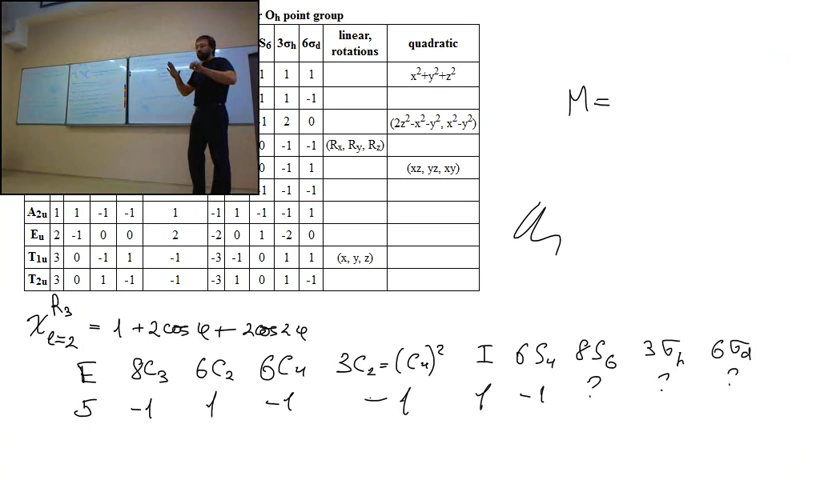 r Oh point group
S6 3σh 6σd linear, rotations quadratic
1 1 1 x²+y²+z²
1 1 -1
-1 2 0 (2z²-x²-y², x²-y²)
0 -1 -1 (Rx, Ry, Rz)
0 -1 1 (xz, yz, xy)
-1 -1 -1
A2u 1 1 -1 -1 1 -1 1 -1 -1 1
Eu 2 -1 0 0 2 -2 0 1 -2 0
T1u 3 0 -1 1 -1 -3 -1 0 1 1 (x, y, z)
T2u 3 0 1 -1 -1 -3 1 0 1 -1
M =
χ^R3 l=2 = 1 + 2cosφ + 2cos2φ
E 8C3 6C2 6C4 3C2=(C4)² I 6S4 8S6 3σh 6σd
5 -1 1 -1 -1 1 -1 ? ? ?